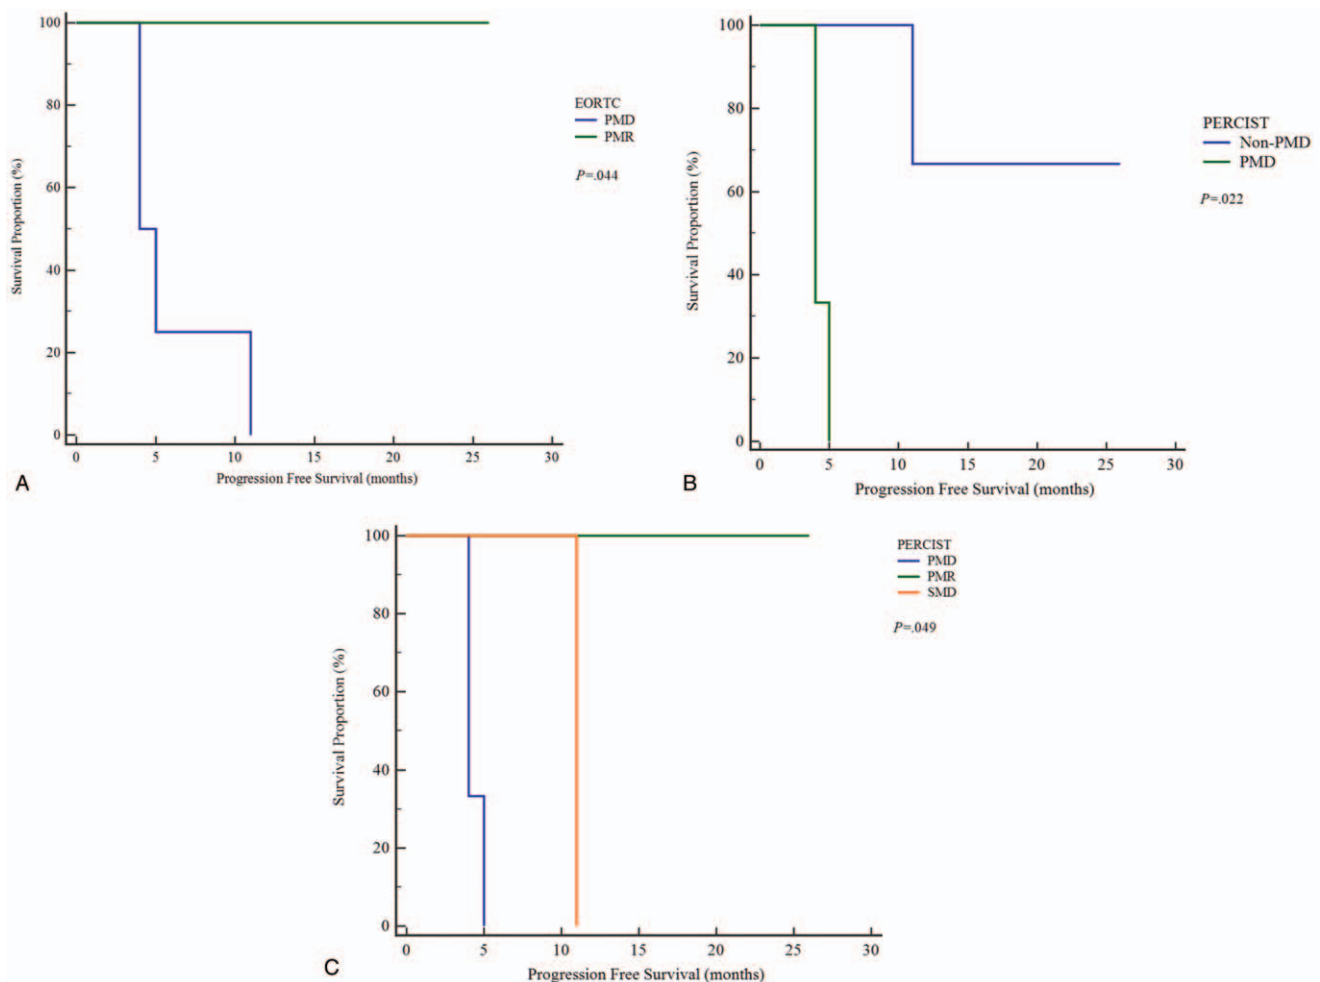 100
80
60
40
20
0
Survival Proportion (%)
0 5 10 15 20 25 30
Progression Free Survival (months)
EORTC
PMD
PMR
P=.044
A
100
80
60
40
20
0
Survival Proportion (%)
0 5 10 15 20 25 30
Progression Free Survival (months)
PERCIST
Non-PMD
PMD
P=.022
B
100
80
60
40
20
0
Survival Proportion (%)
0 5 10 15 20 25 30
Progression Free Survival (months)
PERCIST
PMD
PMR
SMD
P=.049
C